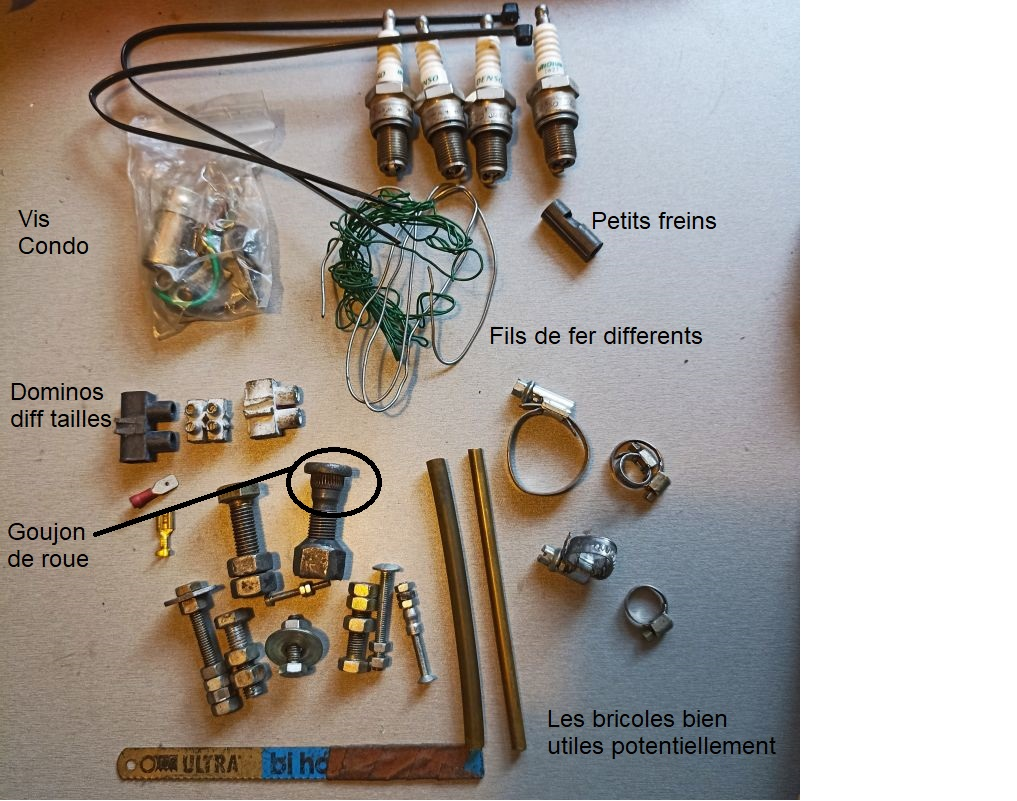 DENSO
Petits freins
Vis
Condo
Fils de fer differents
Dominos
diff tailles
Goujon
de roue
Les bricoles bien
utiles potentiellement
ULTRA
bi